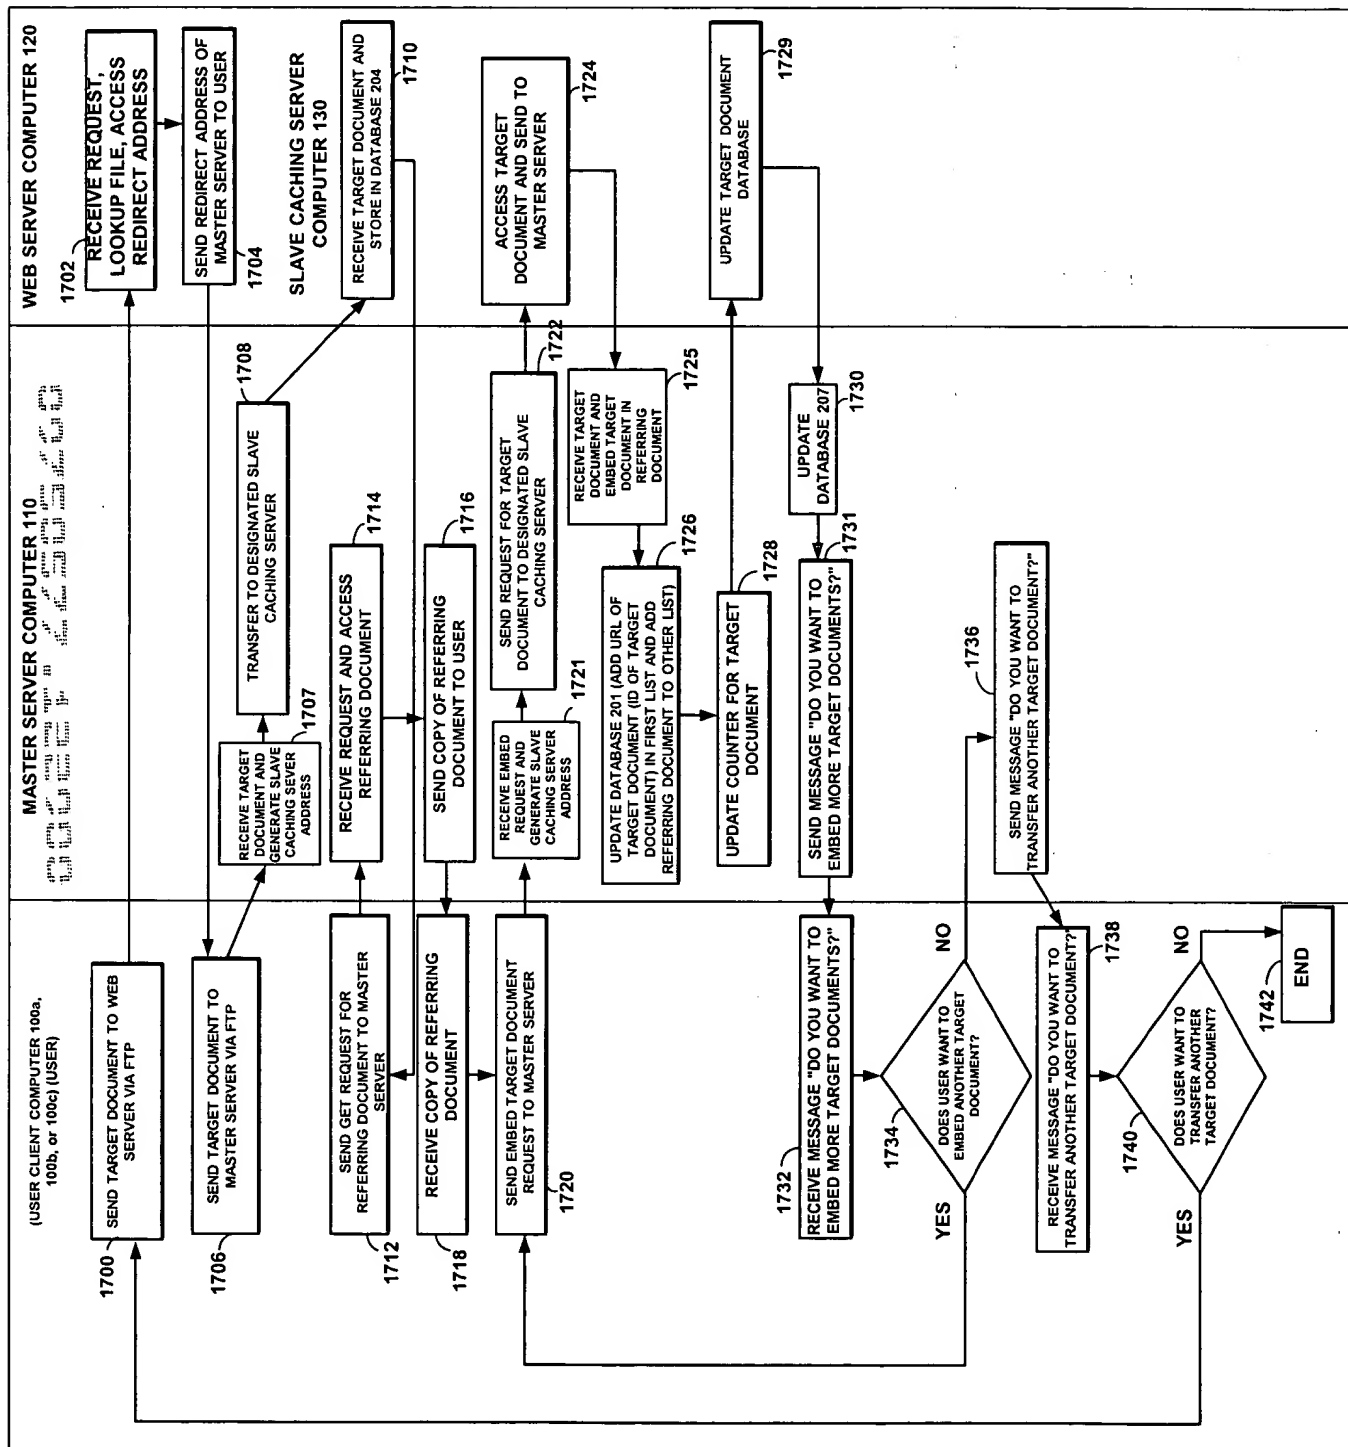 (USER CLIENT COMPUTER 100a,
100b, or 100c) (USER)
MASTER SERVER COMPUTER 110
WEB SERVER COMPUTER 120
SEND TARGET DOCUMENT TO WEB
SERVER VIA FTP
1700
RECEIVE REQUEST,
LOOKUP FILE, ACCESS
REDIRECT ADDRESS
1702
SEND REDIRECT ADDRESS OF
MASTER SERVER TO USER
1704
SEND TARGET DOCUMENT TO
MASTER SERVER VIA FTP
1706
RECEIVE TARGET
DOCUMENT AND
GENERATE SLAVE
CACHING SEVER
ADDRESS
1707
TRANSFER TO DESIGNATED SLAVE
CACHING SERVER
1708
SLAVE CACHING SERVER
COMPUTER 130
RECEIVE TARGET DOCUMENT AND
STORE IN DATABASE 204
1710
SEND GET REQUEST FOR
REFERRING DOCUMENT TO MASTER
SERVER
1712
RECEIVE REQUEST AND ACCESS
REFERRING DOCUMENT
1714
SEND COPY OF REFERRING
DOCUMENT TO USER
1716
RECEIVE COPY OF REFERRING
DOCUMENT
1718
SEND EMBED TARGET DOCUMENT
REQUEST TO MASTER SERVER
1720
RECEIVE EMBED
REQUEST AND
GENERATE SLAVE
CACHING SERVER
ADDRESS
1721
SEND REQUEST FOR TARGET
DOCUMENT TO DESIGNATED SLAVE
CACHING SERVER
1722
ACCESS TARGET
DOCUMENT AND SEND TO
MASTER SERVER
1724
RECEIVE TARGET
DOCUMENT AND
EMBED TARGET
DOCUMENT IN
REFERRING
DOCUMENT
1725
UPDATE DATABASE 201 (ADD URL OF
TARGET DOCUMENT (ID OF TARGET
DOCUMENT) IN FIRST LIST AND ADD
REFERRING DOCUMENT TO OTHER LIST)
1726
UPDATE COUNTER FOR TARGET
DOCUMENT
1728
UPDATE TARGET DOCUMENT
DATABASE
1729
UPDATE
DATABASE 207
1730
SEND MESSAGE "DO YOU WANT TO
EMBED MORE TARGET DOCUMENTS?"
1731
RECEIVE MESSAGE "DO YOU WANT TO
EMBED MORE TARGET DOCUMENTS?"
1732
DOES USER WANT TO
EMBED ANOTHER TARGET
DOCUMENT?
1734
YES
NO
SEND MESSAGE "DO YOU WANT TO
TRANSFER ANOTHER TARGET DOCUMENT?"
1736
RECEIVE MESSAGE "DO YOU WANT TO
TRANSFER ANOTHER TARGET DOCUMENT?"
1738
DOES USER WANT TO
TRANSFER ANOTHER
TARGET DOCUMENT?
1740
YES
NO
END
1742